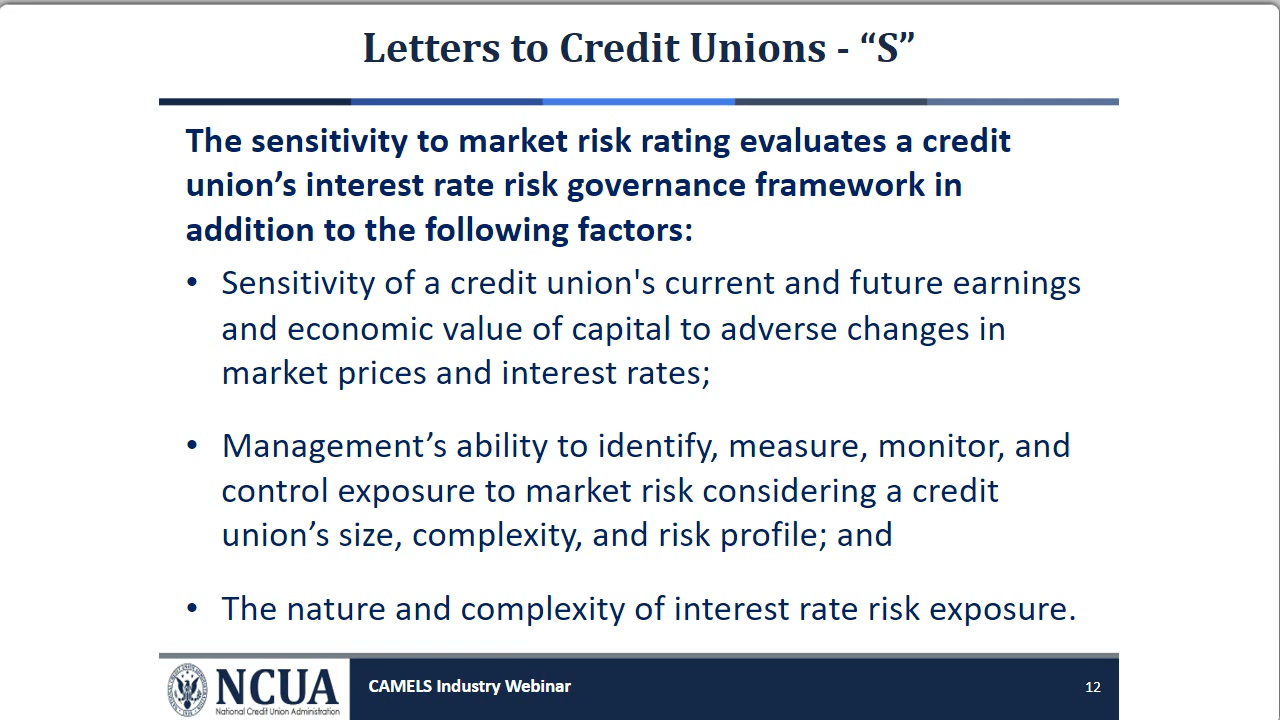 Letters to Credit Unions - “S”
The sensitivity to market risk rating evaluates a credit
union’s interest rate risk governance framework in
addition to the following factors:
• Sensitivity of a credit union's current and future earnings
and economic value of capital to adverse changes in
market prices and interest rates;
• Management’s ability to identify, measure, monitor, and
control exposure to market risk considering a credit
union’s size, complexity, and risk profile; and
• The nature and complexity of interest rate risk exposure.
NCUA
National Credit Union Administration
CAMELS Industry Webinar
12